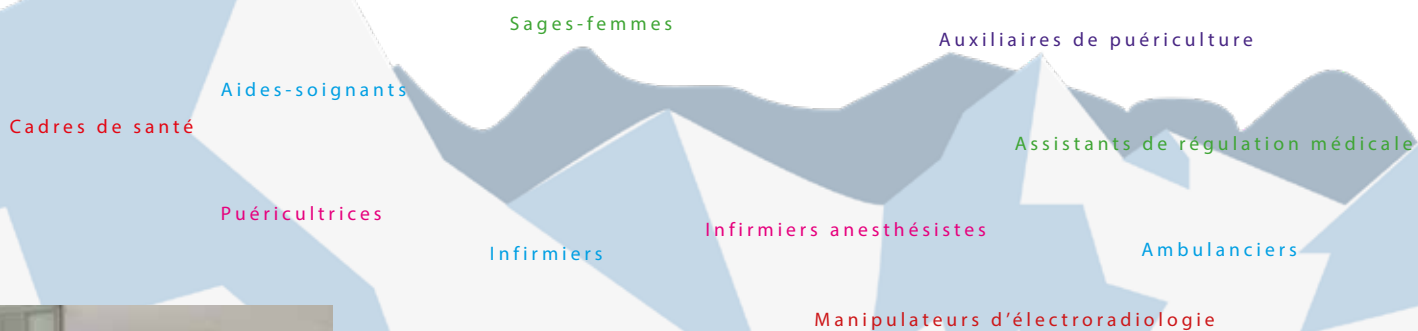 Sages-femmes
Auxiliaires de puériculture
Aides-soignants
Cadres de santé
Assistants de régulation médicale
Puéricultrices
Infirmiers anesthésistes
Infirmiers
Ambulanciers
Manipulateurs d'électroradiologie